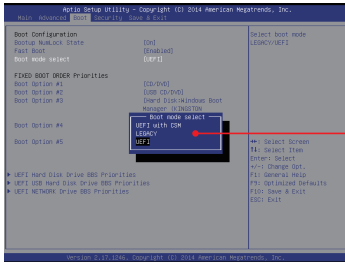 Aptio Setup Utility – Copyright (C) 2014 American Megatrends, Inc.
Main Advanced Boot Security Save & Exit
Boot Configuration
Bootup NumLock State [On]
Fast Boot [Enabled]
Boot mode select [UEFI]
FIXED BOOT ORDER Priorities
Boot Option #1 [CD/DVD]
Boot Option #2 [USB CD/DVD]
Boot Option #3 [Hard Disk:Windows Boot
Manager (KINGSTON
Boot Option #4
Boot Option #5
Boot mode select
UEFI with CSM
LEGACY
UEFI
UEFI Hard Disk Drive BBS Priorities
UEFI USB Hard Disk Drive BBS Priorities
UEFI NETWORK Drive BBS Priorities
Select boot mode
LEGACY/UEFI
→←: Select Screen
↑↓: Select Item
Enter: Select
+/-: Change Opt.
F1: General Help
F9: Optimized Defaults
F10: Save & Exit
ESC: Exit
Version 2.17.1246. Copyright (C) 2014 American Megatrends, Inc.